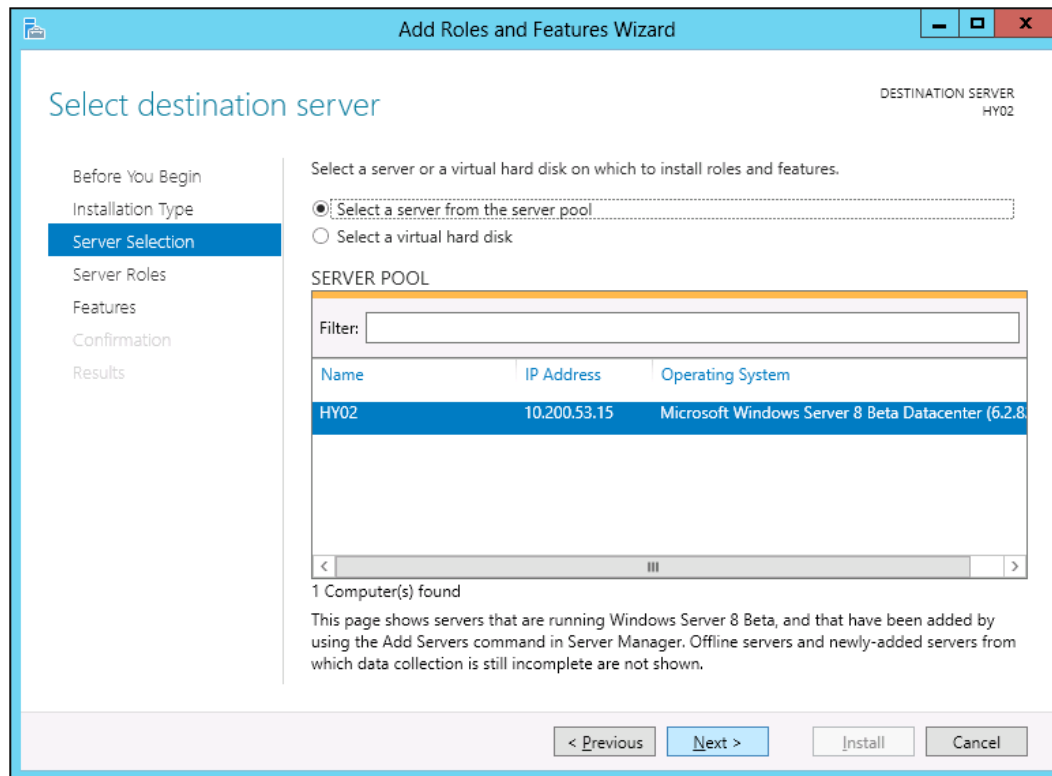 Add Roles and Features Wizard
Select destination server
DESTINATION SERVER
HY02
Before You Begin
Installation Type
Server Selection
Server Roles
Features
Confirmation
Results
Select a server or a virtual hard disk on which to install roles and features.
Select a server from the server pool
Select a virtual hard disk
SERVER POOL
Filter:
Name IP Address Operating System
HY02 10.200.53.15 Microsoft Windows Server 8 Beta Datacenter (6.2.8.
1 Computer(s) found
This page shows servers that are running Windows Server 8 Beta, and that have been added by
using the Add Servers command in Server Manager. Offline servers and newly-added servers from
which data collection is still incomplete are not shown.
< Previous Next > Install Cancel